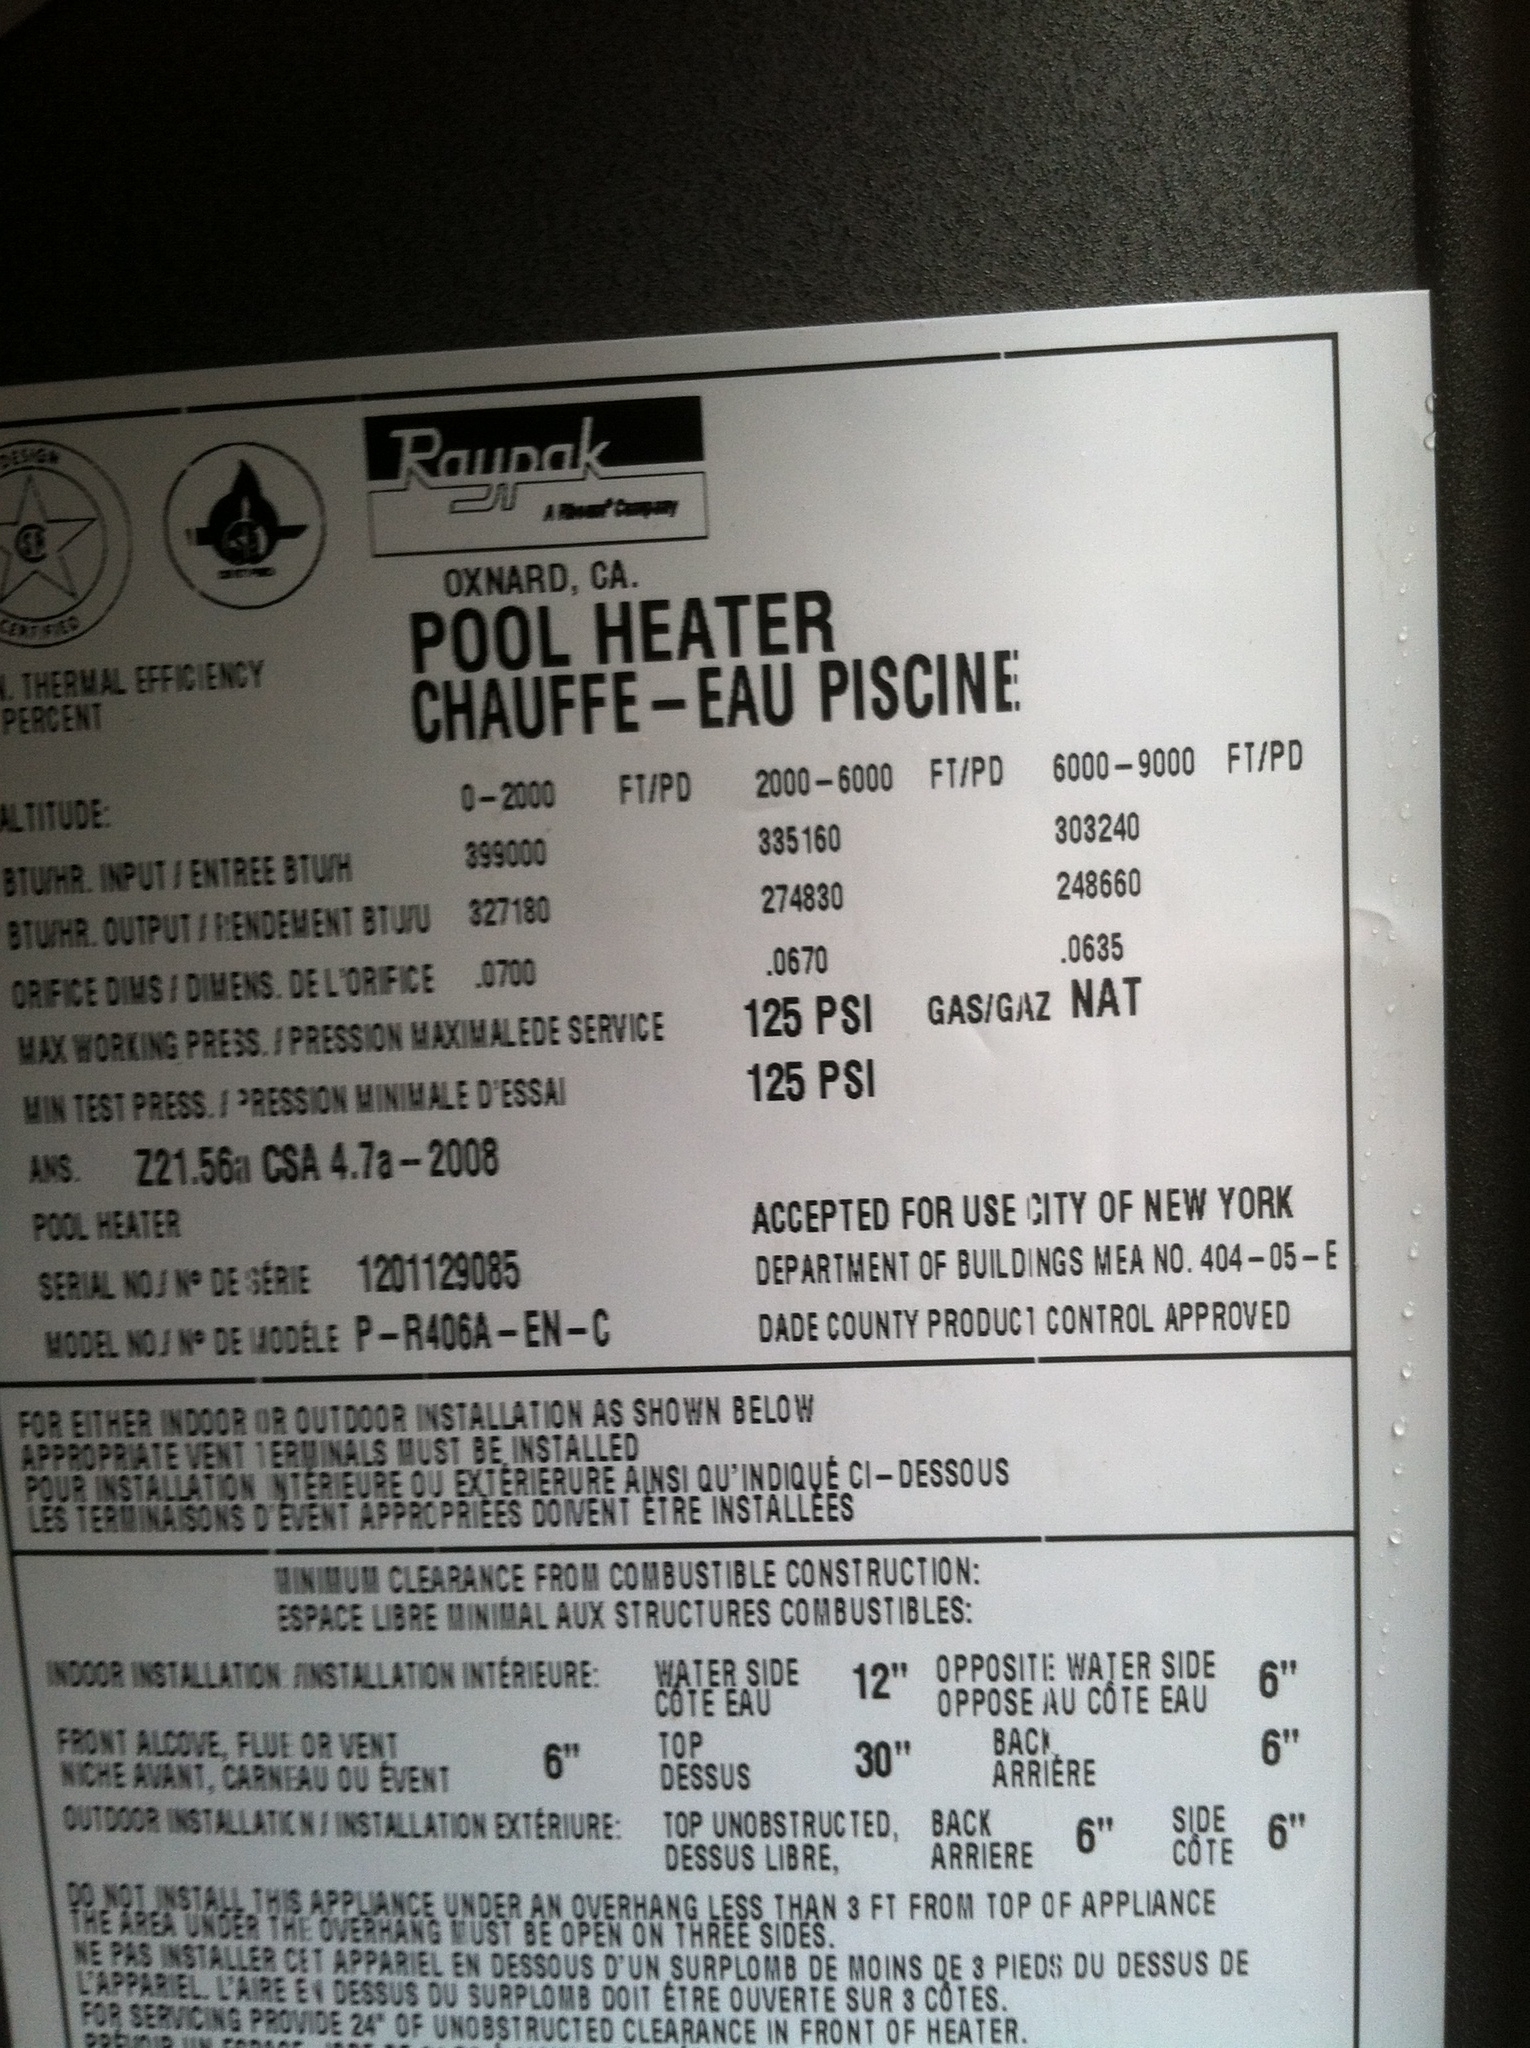 DESIGN
CERTIFIED
Raypak
A Rheem® Company
OXNARD, CA.
POOL HEATER
CHAUFFE-EAU PISCINE
THERMAL EFFICIENCY
PERCENT
ALTITUDE: 0-2000 FT/PD 2000-6000 FT/PD 6000-9000 FT/PD
BTU/HR. INPUT / ENTREE BTU/H 399000 335160 303240
BTU/HR. OUTPUT / RENDEMENT BTU/U 327180 274830 248660
ORIFICE DIMS / DIMENS. DE L'ORIFICE .0700 .0670 .0635
MAX WORKING PRESS. / PRESSION MAXIMALEDE SERVICE 125 PSI GAS/GAZ NAT
MIN TEST PRESS. / PRESSION MINIMALE D'ESSAI 125 PSI
ANS. Z21.56a CSA 4.7a-2008
POOL HEATER ACCEPTED FOR USE CITY OF NEW YORK
SERIAL NO./ Nº DE SÉRIE 1201129085 DEPARTMENT OF BUILDINGS MEA NO. 404-05-E
MODEL NO./ Nº DE MODÉLE P-R406A-EN-C DADE COUNTY PRODUCT CONTROL APPROVED
FOR EITHER INDOOR OR OUTDOOR INSTALLATION AS SHOWN BELOW
APPROPRIATE VENT TERMINALS MUST BE INSTALLED
POUR INSTALLATION INTÉRIEURE OU EXTÉRIERURE AINSI QU'INDIQUÉ CI-DESSOUS
LES TERMINAISONS D'ÉVENT APPROPRIÉES DOIVENT ÊTRE INSTALLÉES
MINIMUM CLEARANCE FROM COMBUSTIBLE CONSTRUCTION:
ESPACE LIBRE MINIMAL AUX STRUCTURES COMBUSTIBLES:
INDOOR INSTALLATION /INSTALLATION INTÉRIEURE: WATER SIDE 12" OPPOSITE WATER SIDE 6"
CÔTE EAU OPPOSE AU CÔTE EAU
FRONT ALCOVE, FLUE OR VENT 6" TOP 30" BACK 6"
NICHE AVANT, CARNEAU OU ÉVENT DESSUS ARRIÉRE
OUTDOOR INSTALLATION / INSTALLATION EXTÉRIURE: TOP UNOBSTRUCTED, BACK 6" SIDE 6"
DESSUS LIBRE, ARRIERE CÔTE
DO NOT INSTALL THIS APPLIANCE UNDER AN OVERHANG LESS THAN 3 FT FROM TOP OF APPLIANCE
THE AREA UNDER THE OVERHANG MUST BE OPEN ON THREE SIDES.
NE PAS INSTALLER CET APPARIEL EN DESSOUS D'UN SURPLOMB DE MOINS DE 3 PIEDS DU DESSUS DE
L'APPARIEL. L'AIRE EN DESSUS DU SURPLOMB DOIT ÊTRE OUVERTE SUR 3 CÔTES.
FOR SERVICING PROVIDE 24" OF UNOBSTRUCTED CLEARANCE IN FRONT OF HEATER.